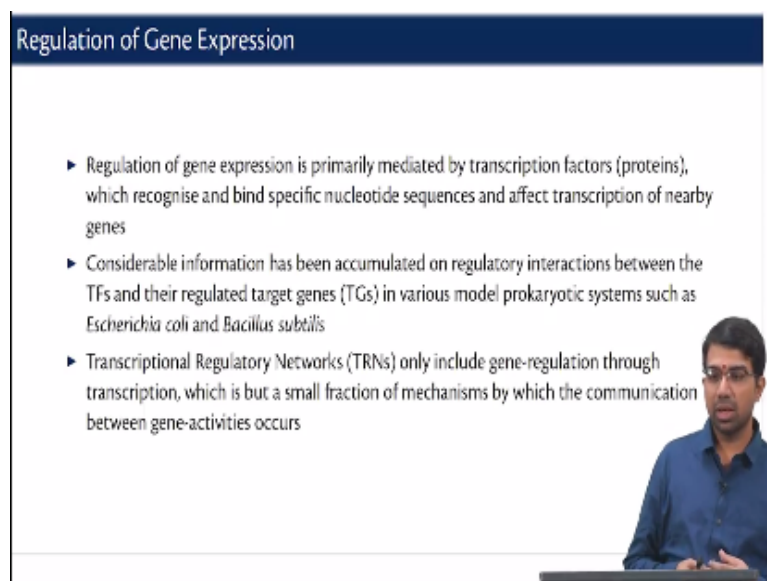 Regulation of Gene Expression
Regulation of gene expression is primarily mediated by transcription factors (proteins),
which recognise and bind specific nucleotide sequences and affect transcription of nearby
genes
Considerable information has been accumulated on regulatory interactions between the
TFs and their regulated target genes (TGs) in various model prokaryotic systems such as
Escherichia coli and Bacillus subtilis
Transcriptional Regulatory Networks (TRNs) only include gene-regulation through
transcription, which is but a small fraction of mechanisms by which the communication
between gene-activities occurs